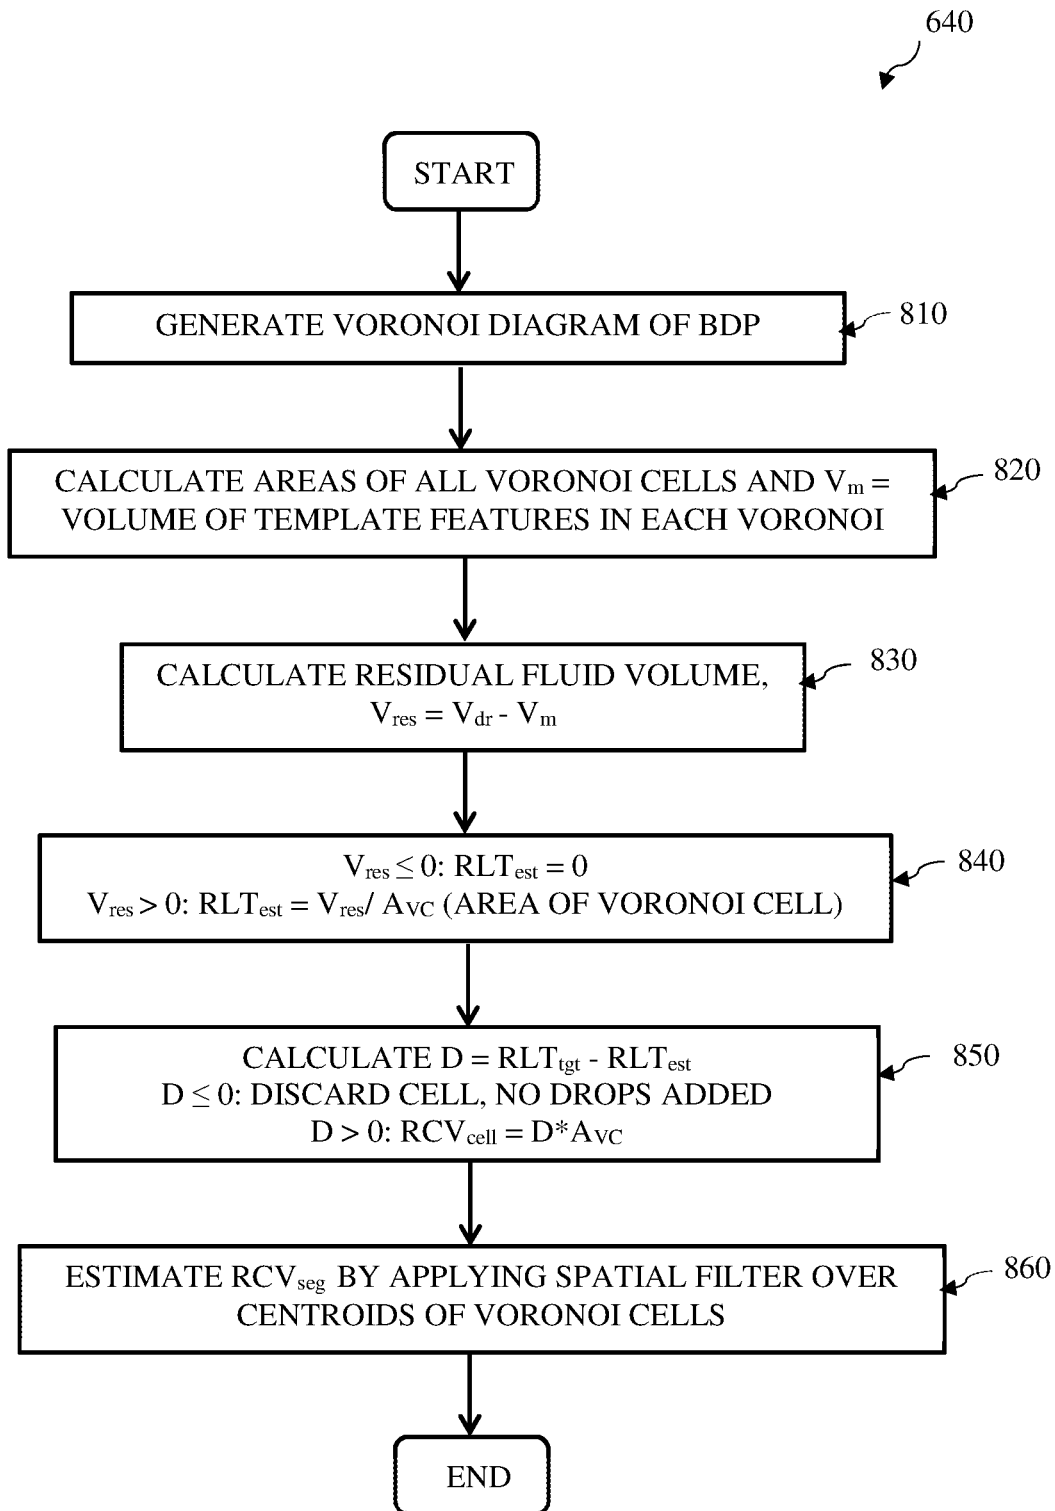 640
START
GENERATE VORONOI DIAGRAM OF BDP
810
CALCULATE AREAS OF ALL VORONOI CELLS AND Vm =
VOLUME OF TEMPLATE FEATURES IN EACH VORONOI
820
CALCULATE RESIDUAL FLUID VOLUME,
Vres = Vdr - Vm
830
Vres ≤ 0: RLTest = 0
Vres > 0: RLTest = Vres/ AVC (AREA OF VORONOI CELL)
840
CALCULATE D = RLTtgt - RLTest
D ≤ 0: DISCARD CELL, NO DROPS ADDED
D > 0: RCVcell = D*AVC
850
ESTIMATE RCVseg BY APPLYING SPATIAL FILTER OVER
CENTROIDS OF VORONOI CELLS
860
END